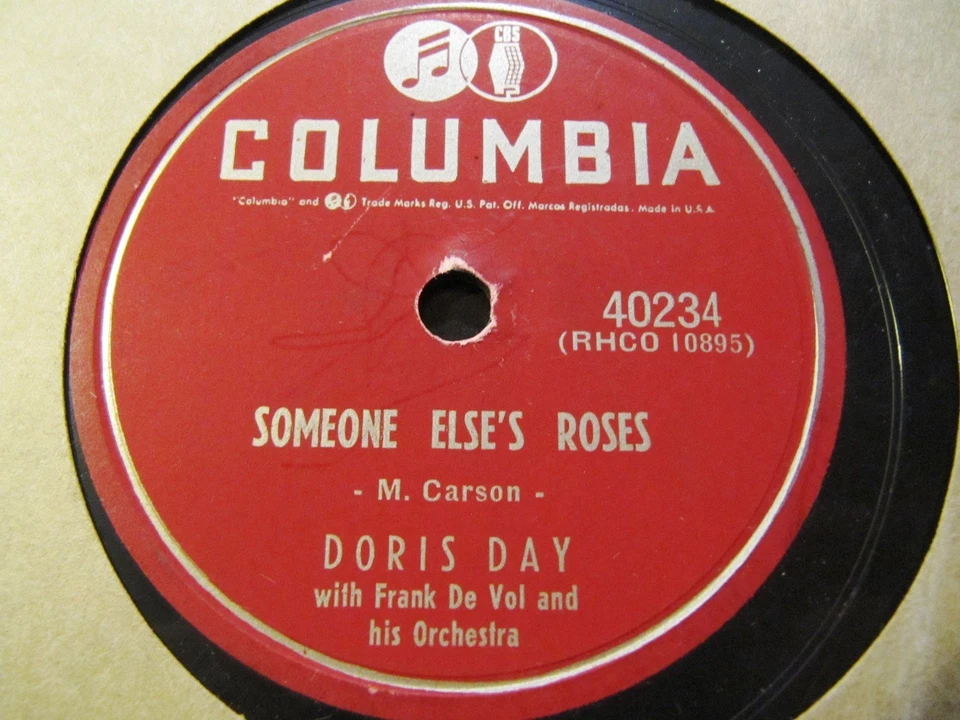 CBS
COLUMBIA
"Columbia" and Trade Marks Reg. U.S. Pat. Off. Marcas Registradas. Made in U.S.A.
40234
(RHCO 10895)
SOMEONE ELSE'S ROSES
- M. Carson -
DORIS DAY
with Frank De Vol and
his Orchestra